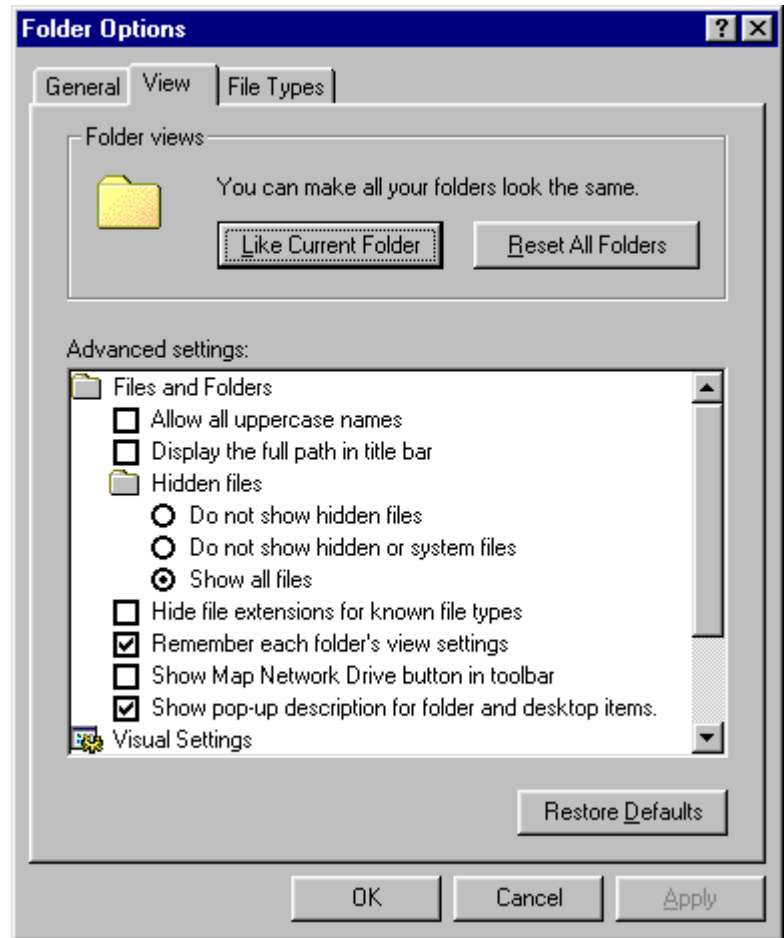 Folder Options
General View File Types
Folder views
You can make all your folders look the same.
Like Current Folder Reset All Folders
Advanced settings:
Files and Folders
Allow all uppercase names
Display the full path in title bar
Hidden files
Do not show hidden files
Do not show hidden or system files
Show all files
Hide file extensions for known file types
Remember each folder's view settings
Show Map Network Drive button in toolbar
Show pop-up description for folder and desktop items.
Visual Settings
Restore Defaults
OK Cancel Apply